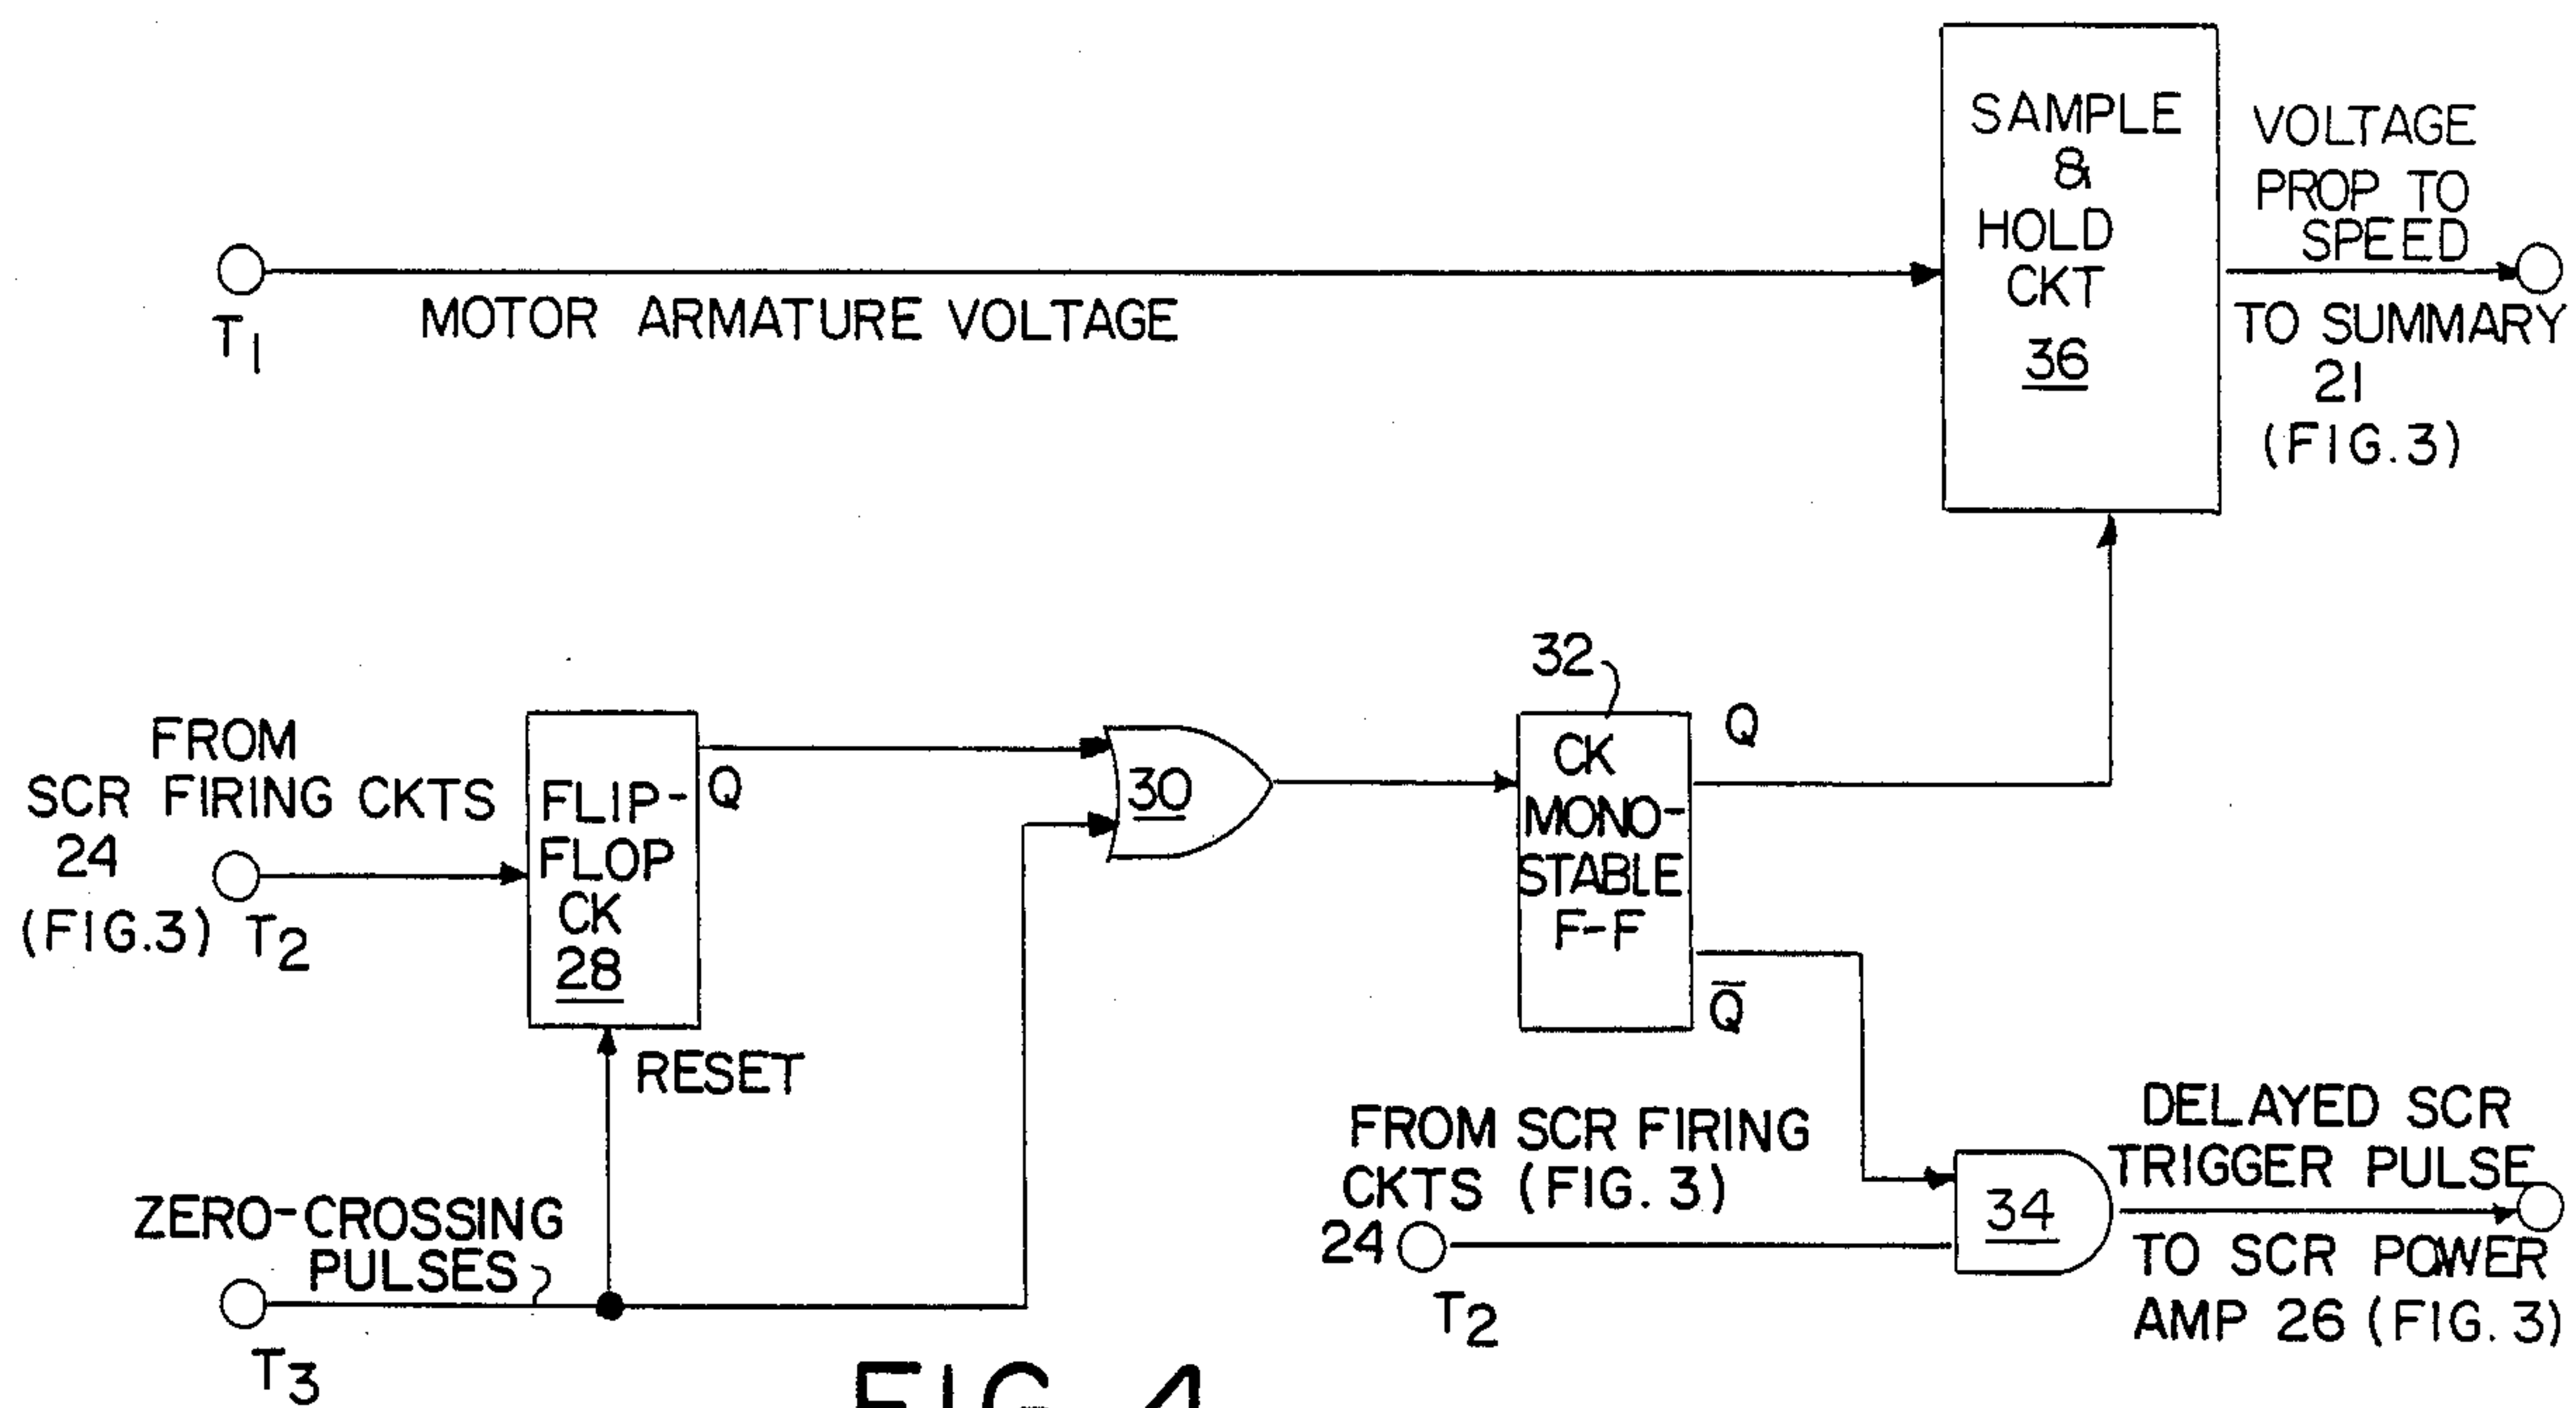 SAMPLE
&
HOLD
CKT
36
VOLTAGE
PROP TO
SPEED
TO SUMMARY
21
(FIG. 3)
T1
MOTOR ARMATURE VOLTAGE
FROM
SCR FIRING CKTS
24
(FIG.3) T2
FLIP-
FLOP
CK
28
Q
RESET
30
32
CK
MONO-
STABLE
F-F
Q
Q̅
ZERO-CROSSING
PULSES
T3
FROM SCR FIRING
CKTS (FIG. 3)
24
T2
34
DELAYED SCR
TRIGGER PULSE
TO SCR POWER
AMP 26 (FIG. 3)
FIG. 4